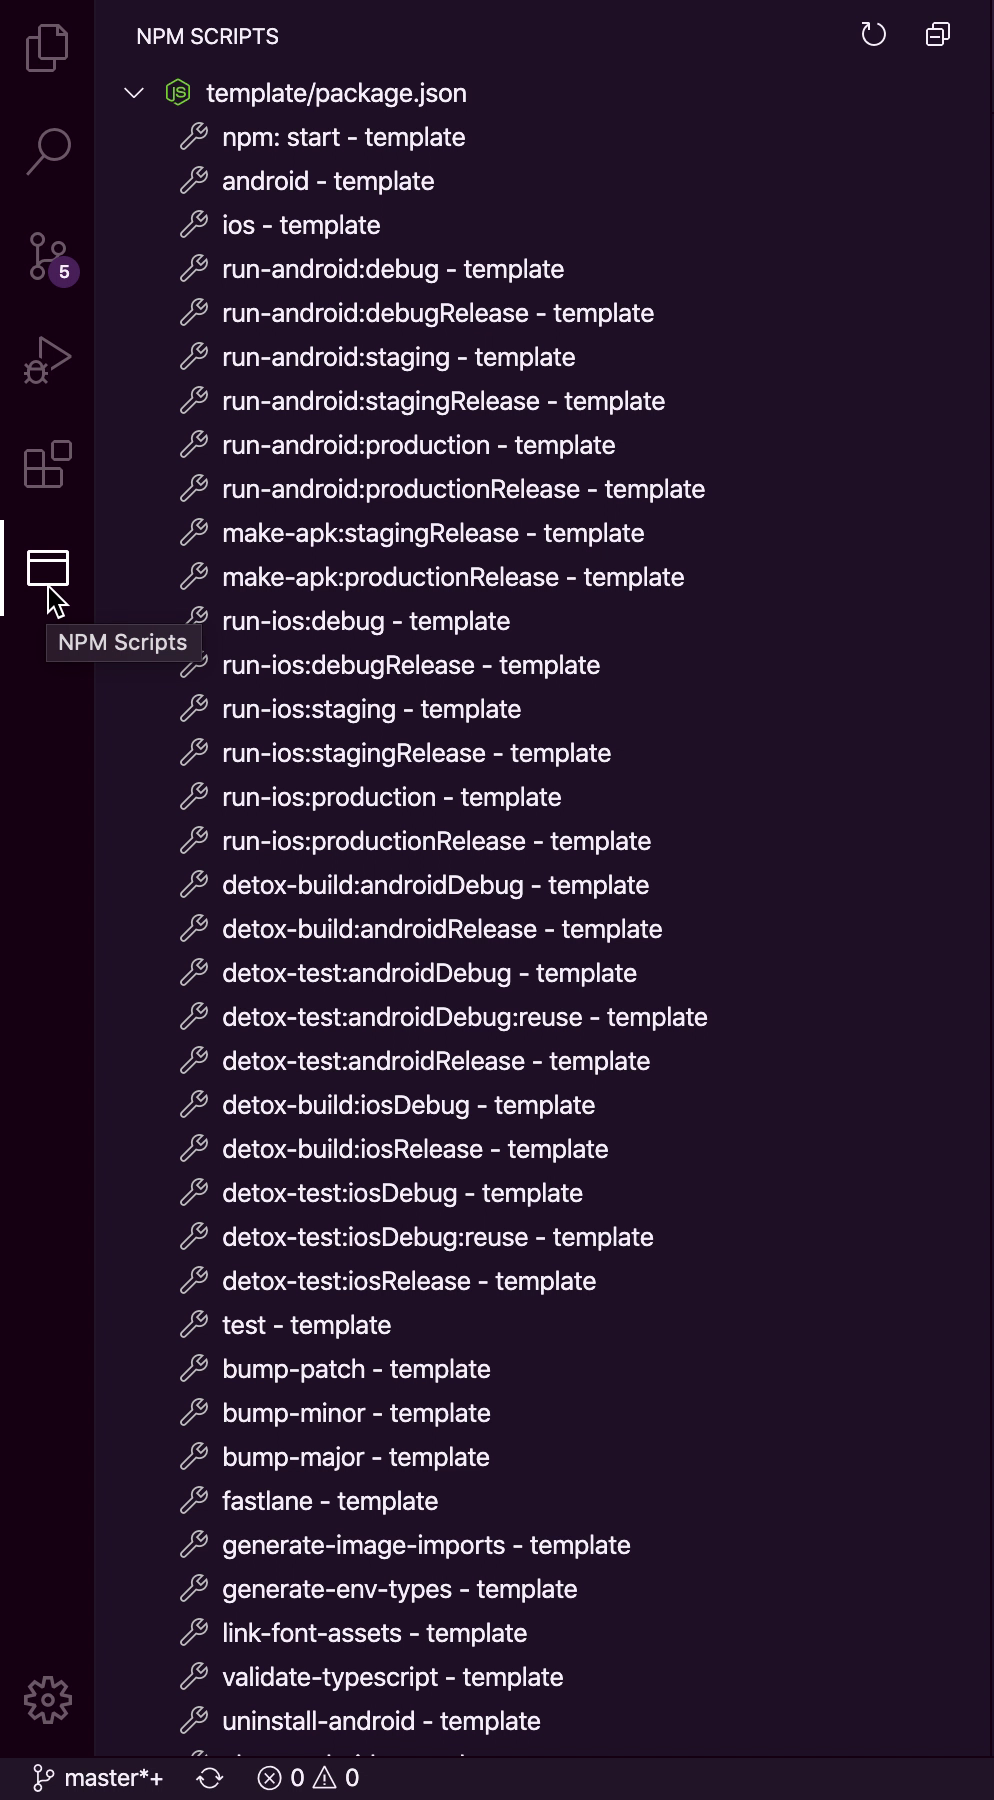 NPM SCRIPTS
template/package.json
npm: start - template
android - template
ios - template
5
run-android:debug - template
run-android:debugRelease - template
run-android:staging - template
run-android:stagingRelease - template
run-android:production - template
run-android:productionRelease - template
make-apk:stagingRelease - template
make-apk:productionRelease - template
run-ios:debug - template
NPM Scripts
run-ios:debugRelease - template
run-ios:staging - template
run-ios:stagingRelease - template
run-ios:production - template
run-ios:productionRelease - template
detox-build:androidDebug - template
detox-build:androidRelease - template
detox-test:androidDebug - template
detox-test:androidDebug:reuse - template
detox-test:androidRelease - template
detox-build:iosDebug - template
detox-build:iosRelease - template
detox-test:iosDebug - template
detox-test:iosDebug:reuse - template
detox-test:iosRelease - template
test - template
bump-patch - template
bump-minor - template
bump-major - template
fastlane - template
generate-image-imports - template
generate-env-types - template
link-font-assets - template
validate-typescript - template
uninstall-android - template
master*+ 0 0